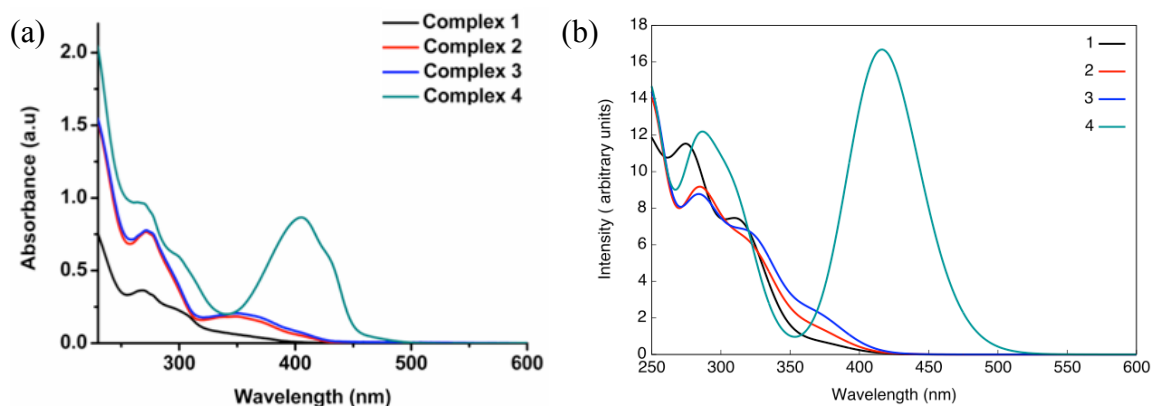 (a)
Complex 1
Complex 2
Complex 3
Complex 4
Absorbance (a.u)
2.0
1.5
1.0
0.5
0.0
300 400 500 600
Wavelength (nm)
(b)
1
2
3
4
Intensity ( arbitrary units)
18
16
14
12
10
8
6
4
2
0
250 300 350 400 450 500 550 600
Wavelength (nm)